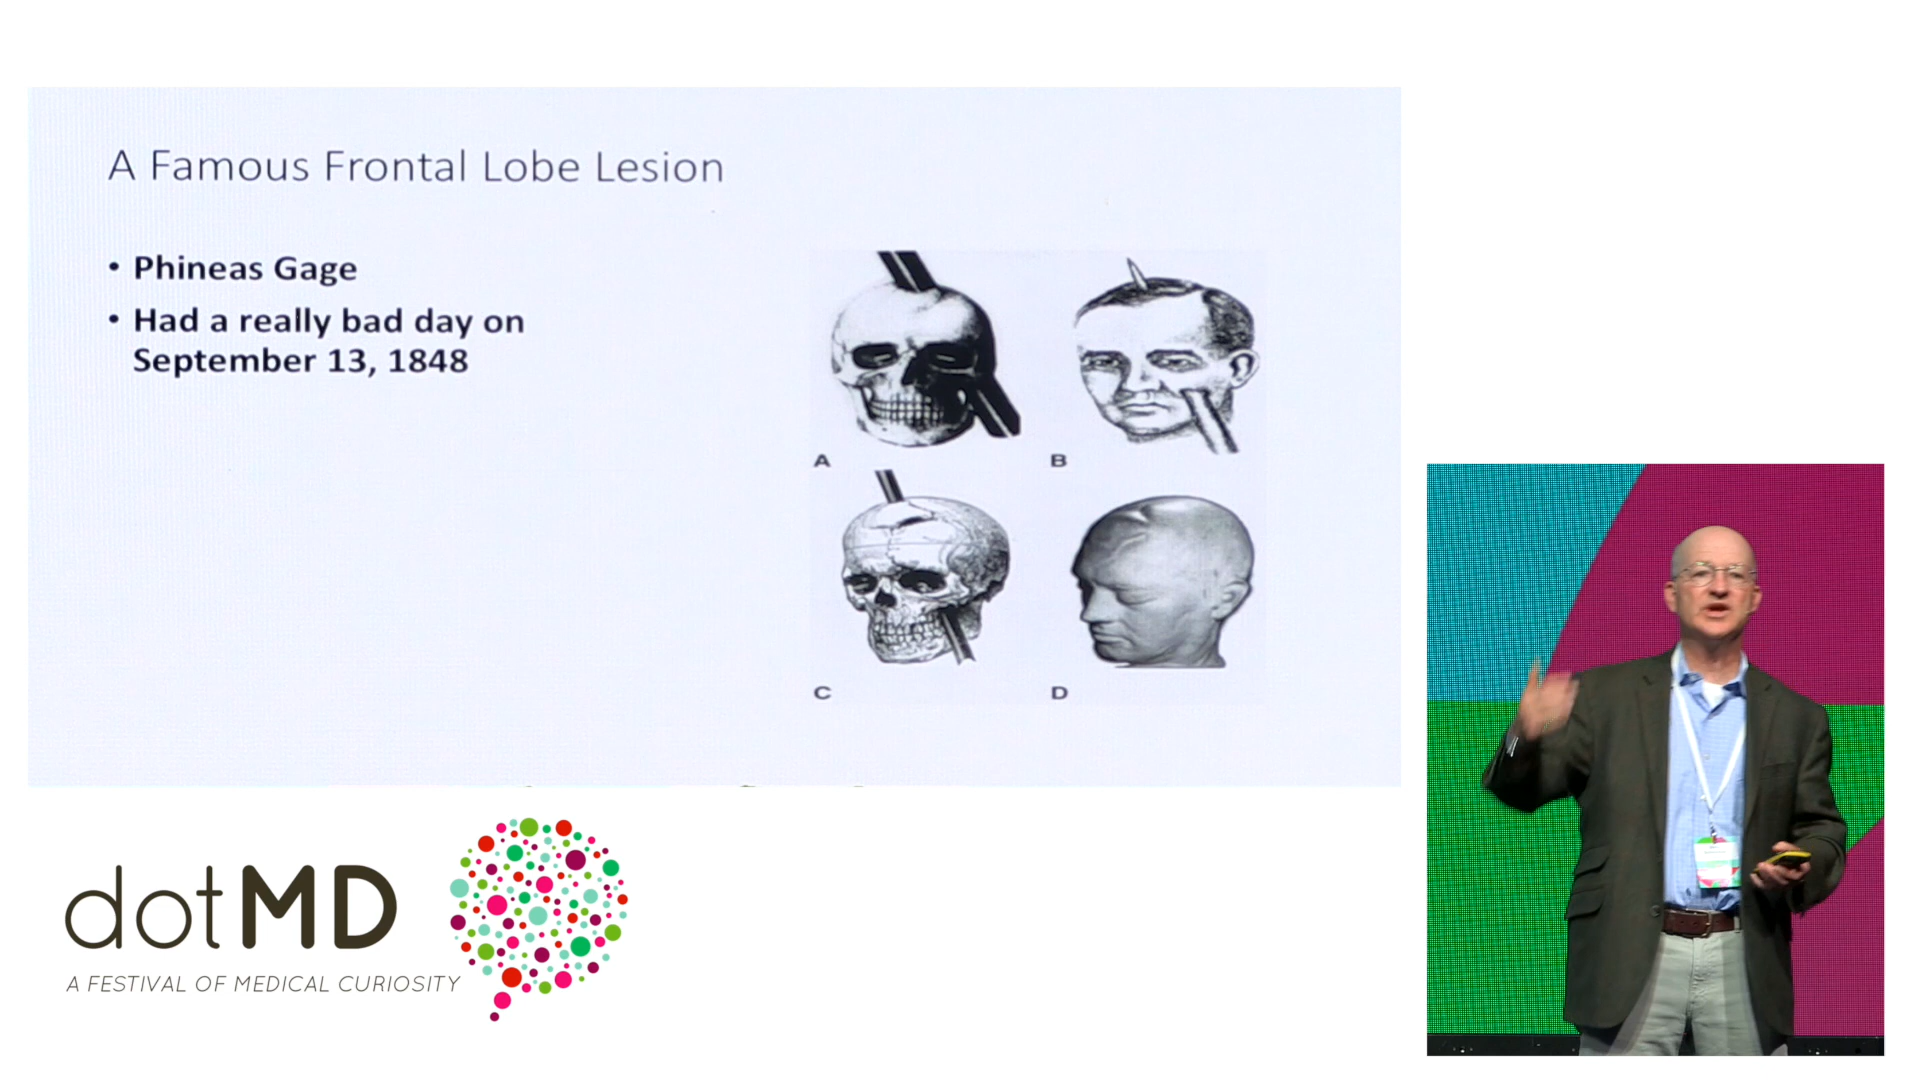 A Famous Frontal Lobe Lesion
• Phineas Gage
• Had a really bad day on
September 13, 1848
A
B
C
D
dotMD
A FESTIVAL OF MEDICAL CURIOSITY